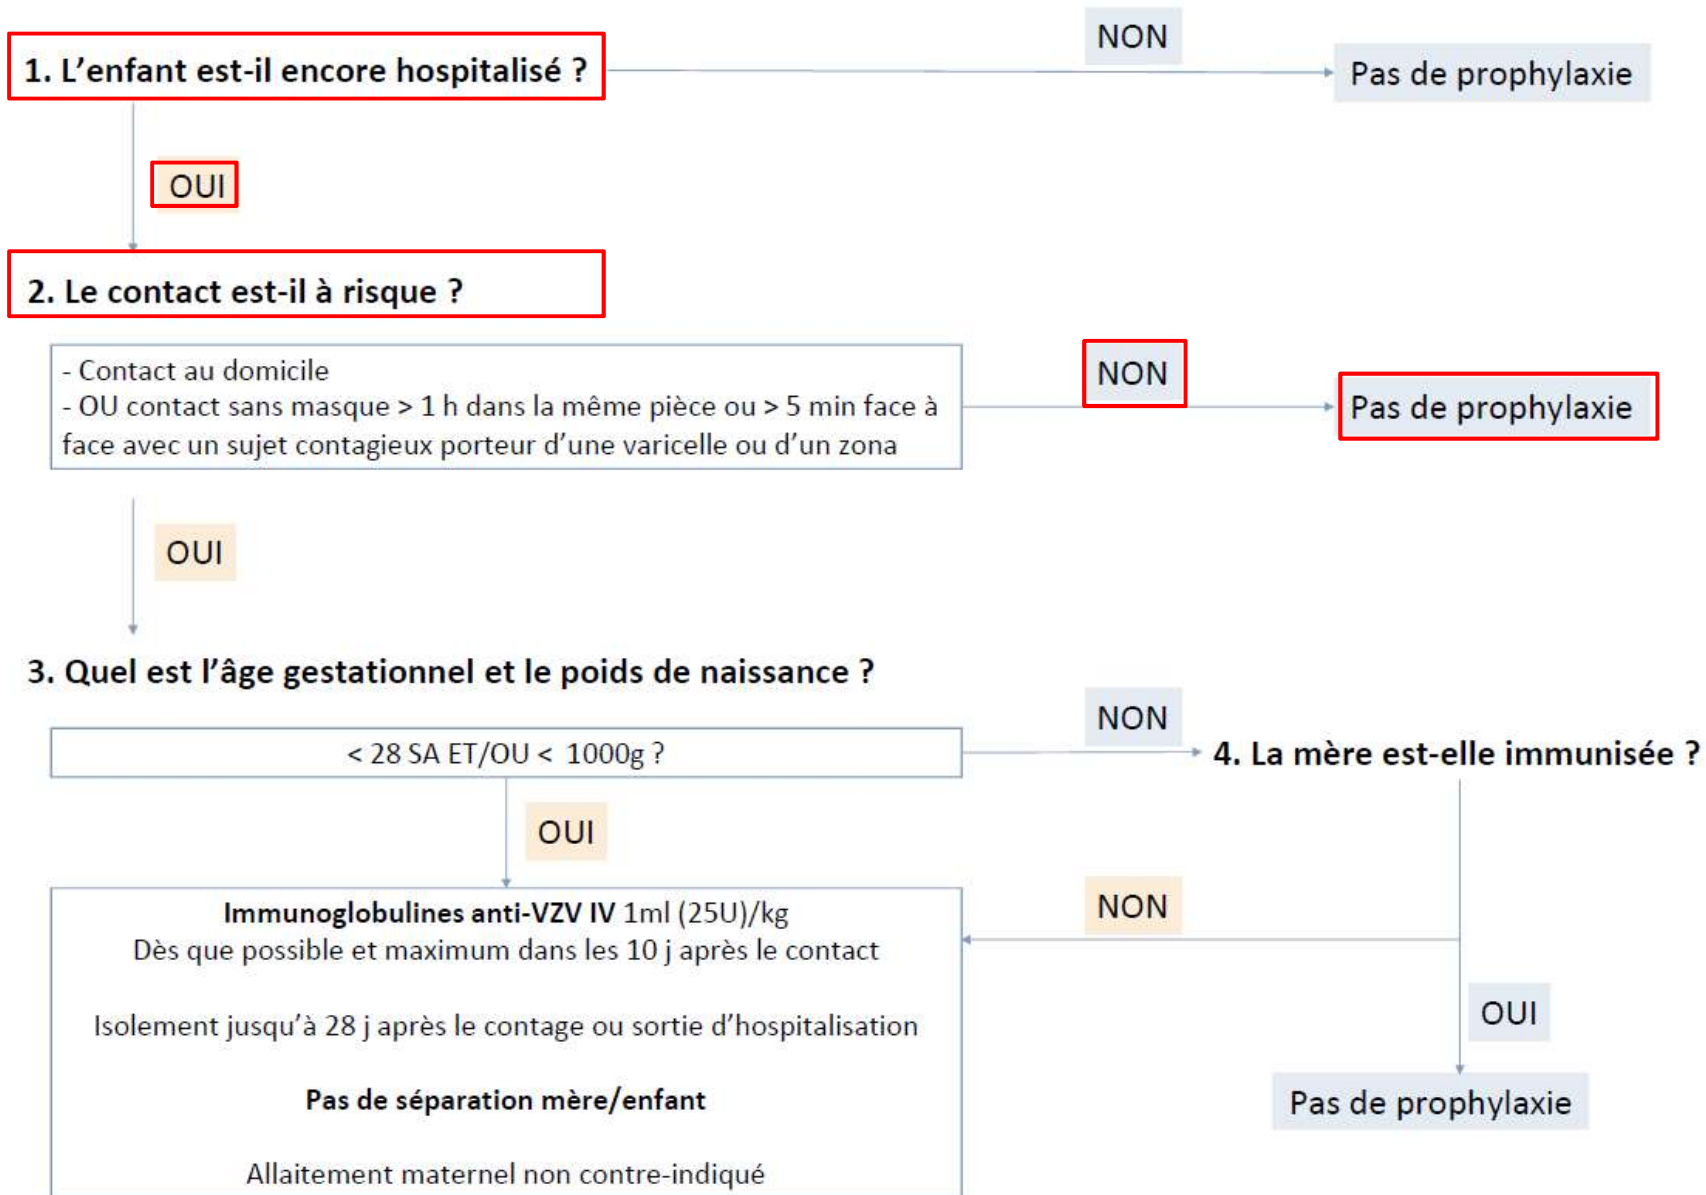 NON
1. L'enfant est-il encore hospitalisé ?
Pas de prophylaxie
OUI
2. Le contact est-il à risque ?
- Contact au domicile
- OU contact sans masque > 1 h dans la même pièce ou > 5 min face à
face avec un sujet contagieux porteur d'une varicelle ou d'un zona
NON
Pas de prophylaxie
OUI
3. Quel est l'âge gestationnel et le poids de naissance ?
< 28 SA ET/OU < 1000g ?
NON
4. La mère est-elle immunisée ?
OUI
Immunoglobulines anti-VZV IV 1ml (25U)/kg
Dès que possible et maximum dans les 10 j après le contact
Isolement jusqu'à 28 j après le contage ou sortie d'hospitalisation
Pas de séparation mère/enfant
Allaitement maternel non contre-indiqué
NON
OUI
Pas de prophylaxie